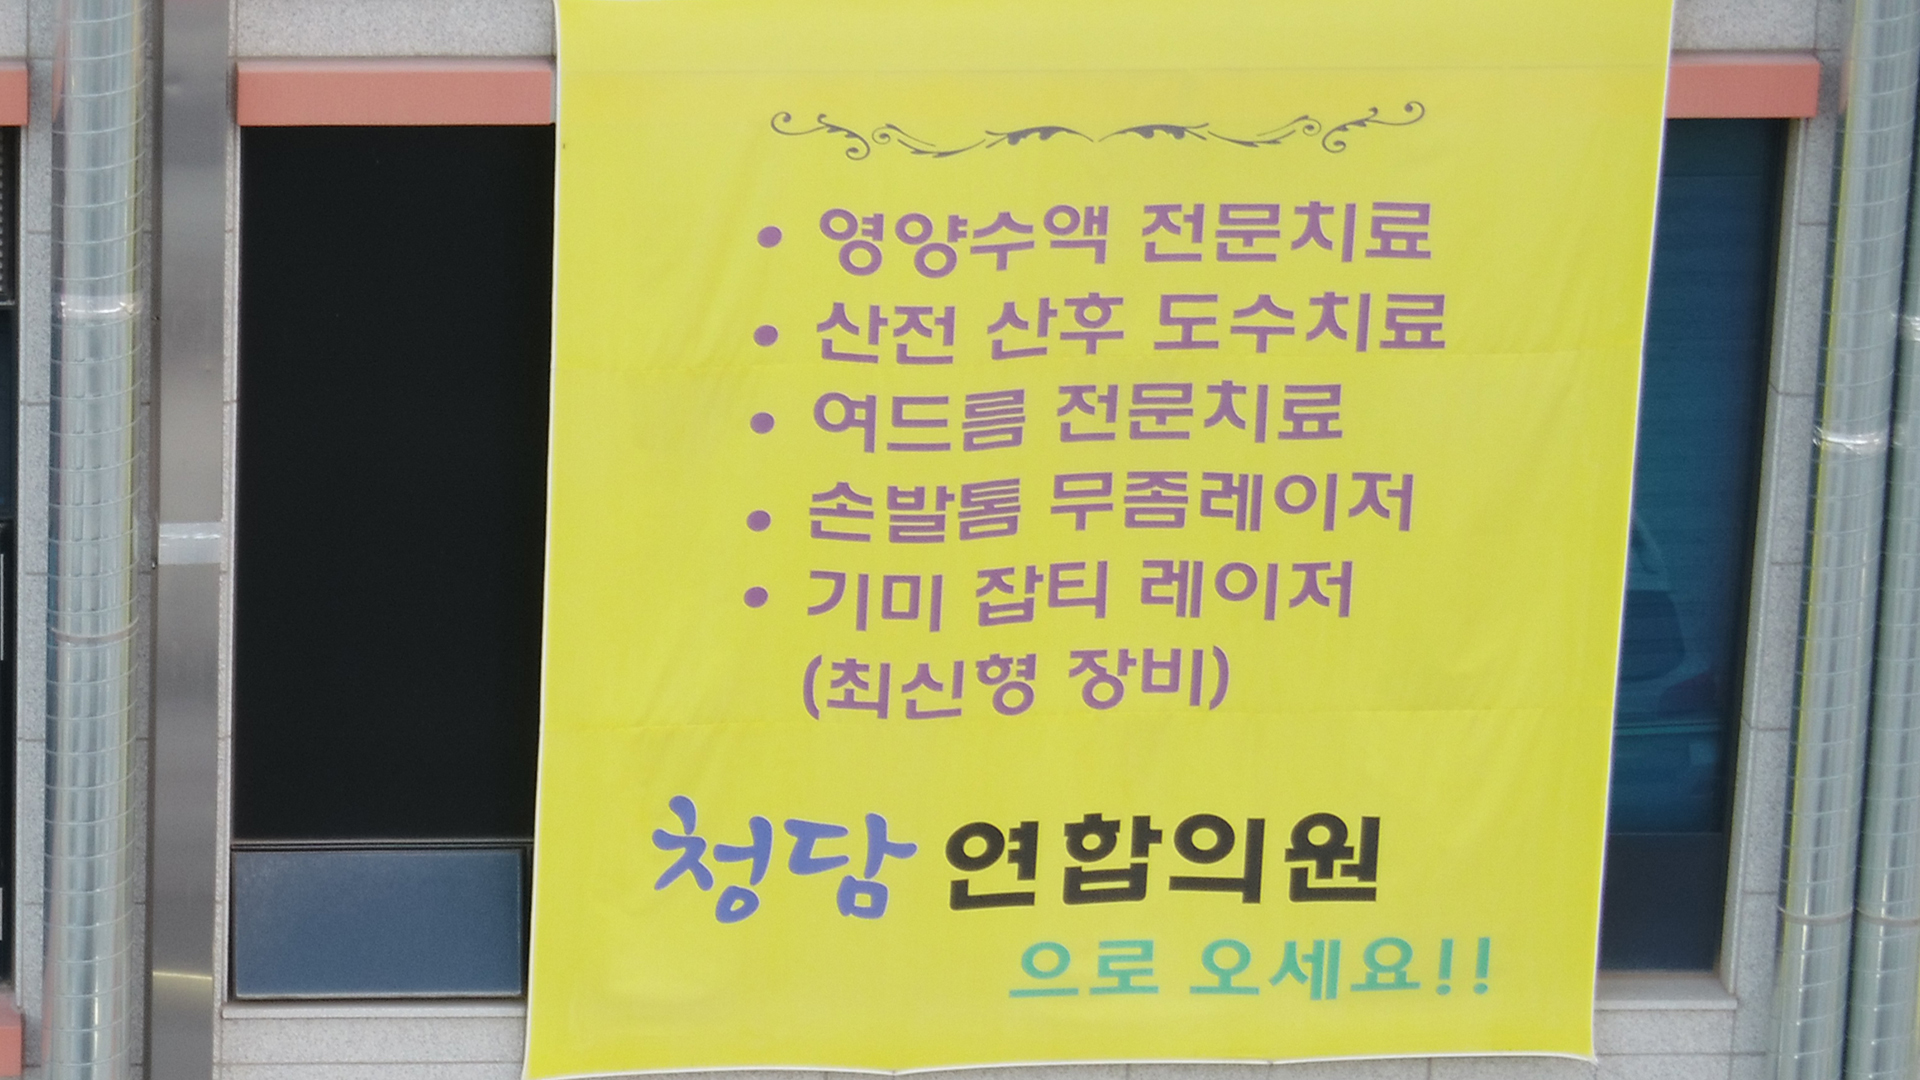 • 영양수액 전문치료
• 산전 산후 도수치료
• 여드름 전문치료
• 손발톱 무좀레이저
• 기미 잡티 레이저
(최신형 장비)
청담 연합의원
으로 오세요!!